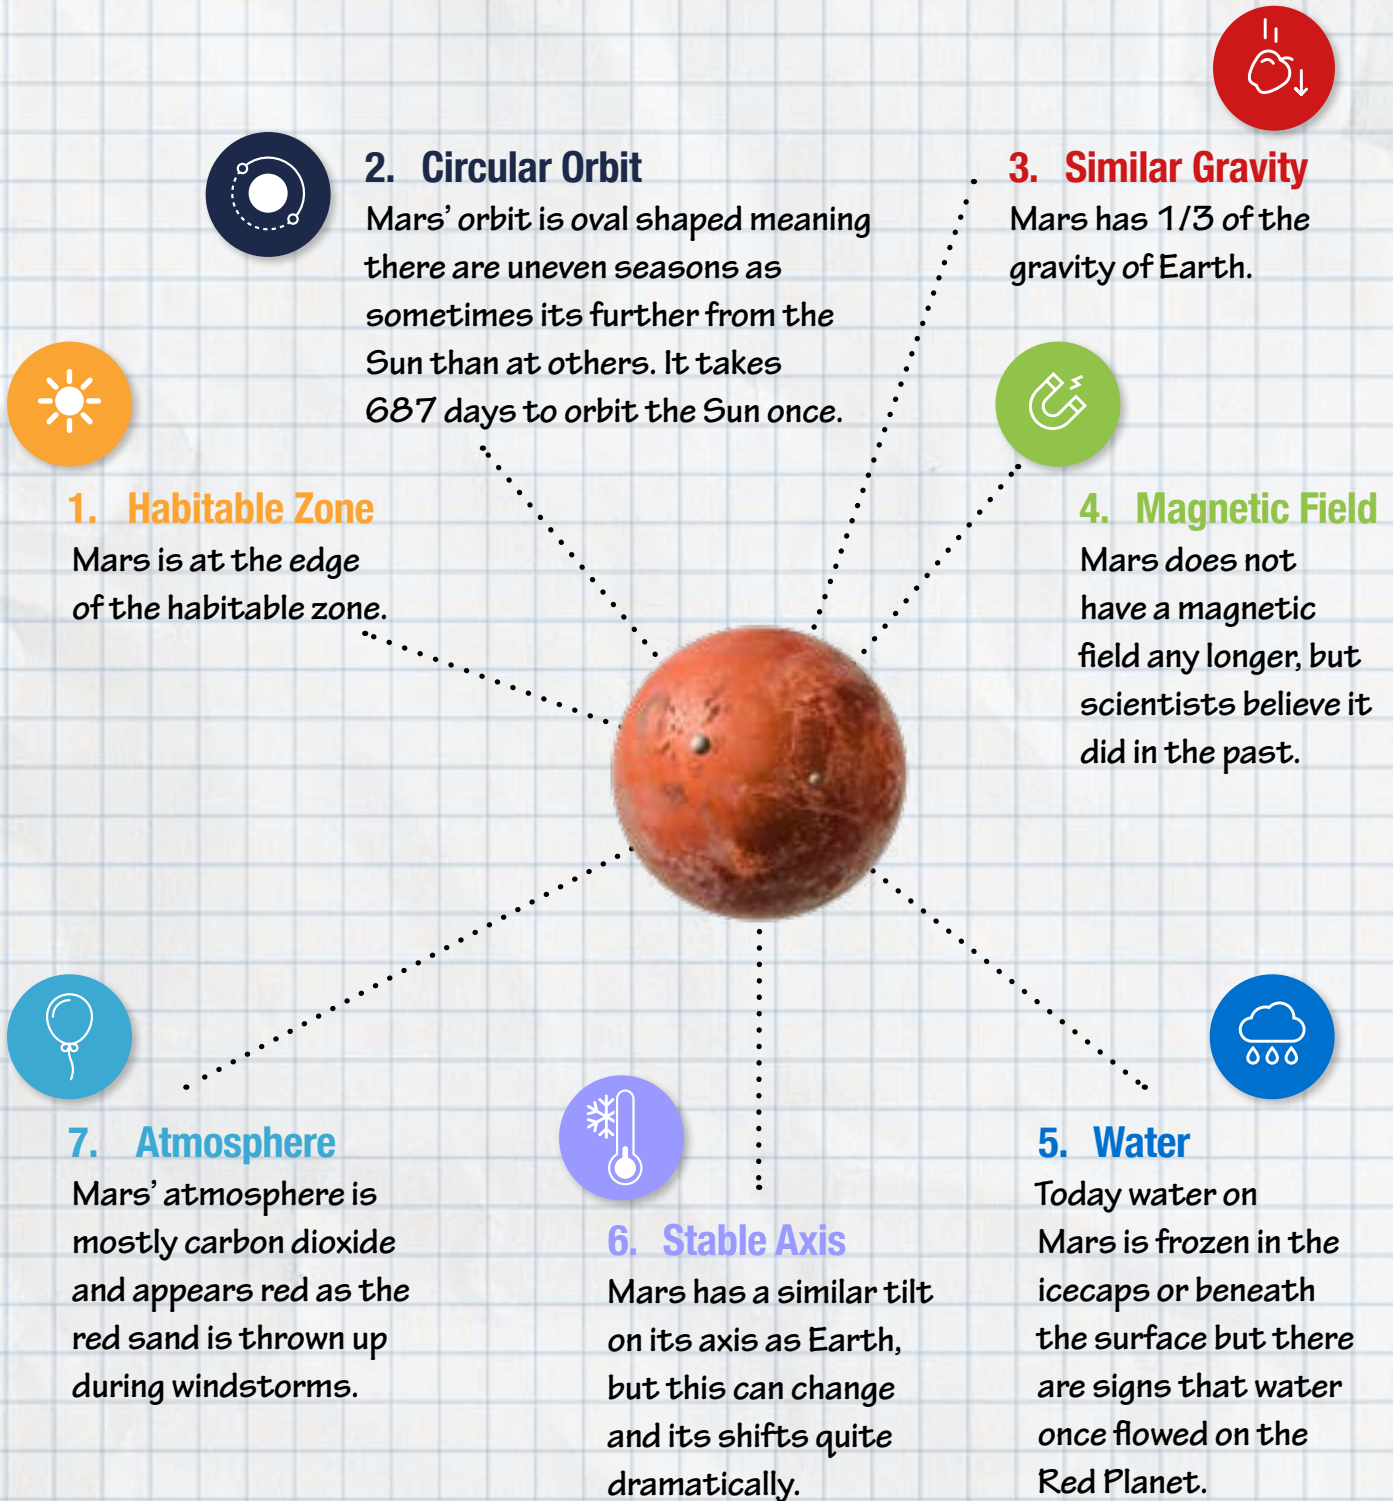 1. Habitable Zone
Mars is at the edge
of the habitable zone.
2. Circular Orbit
Mars’ orbit is oval shaped meaning
there are uneven seasons as
sometimes its further from the
Sun than at others. It takes
687 days to orbit the Sun once.
3. Similar Gravity
Mars has 1/3 of the
gravity of Earth.
4. Magnetic Field
Mars does not
have a magnetic
field any longer, but
scientists believe it
did in the past.
5. Water
Today water on
Mars is frozen in the
icecaps or beneath
the surface but there
are signs that water
once flowed on the
Red Planet.
6. Stable Axis
Mars has a similar tilt
on its axis as Earth,
but this can change
and its shifts quite
dramatically.
7. Atmosphere
Mars’ atmosphere is
mostly carbon dioxide
and appears red as the
red sand is thrown up
during windstorms.